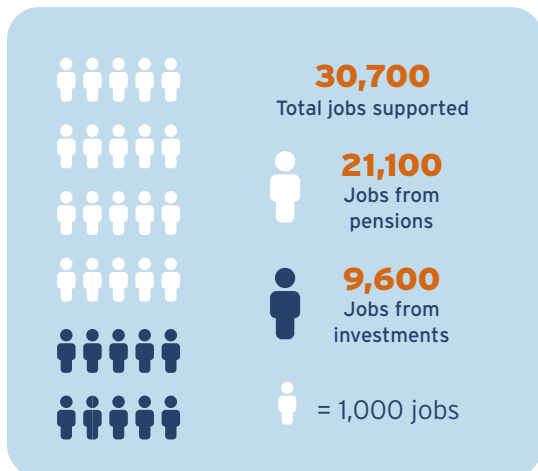 30,700
Total jobs supported
21,100
Jobs from
pensions
9,600
Jobs from
investments
= 1,000 jobs